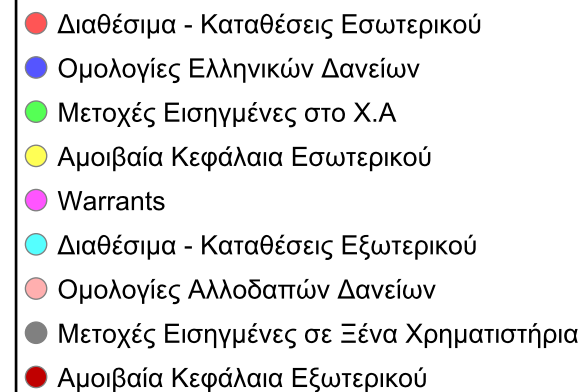 Διαθέσιμα - Καταθέσεις Εσωτερικού
Ομολογίες Ελληνικών Δανείων
Μετοχές Εισηγμένες στο Χ.Α
Αμοιβαία Κεφάλαια Εσωτερικού
Warrants
Διαθέσιμα - Καταθέσεις Εξωτερικού
Ομολογίες Αλλοδαπών Δανείων
Μετοχές Εισηγμένες σε Ξένα Χρηματιστήρια
Αμοιβαία Κεφάλαια Εξωτερικού